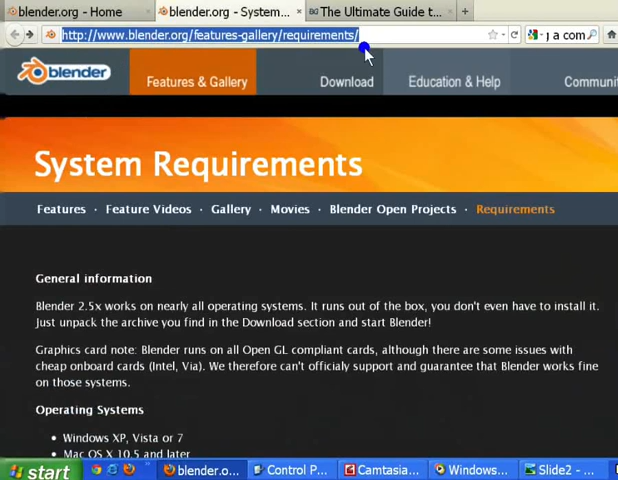 blender.org - Home
blender.org - System...
The Ultimate Guide t...
http://www.blender.org/features-gallery/requirements/
a com
blender
Features & Gallery
Download
Education & Help
Communi
System Requirements
Features · Feature Videos · Gallery · Movies · Blender Open Projects · Requirements
General information
Blender 2.5x works on nearly all operating systems. It runs out of the box, you don't even have to install it.
Just unpack the archive you find in the Download section and start Blender!
Graphics card note: Blender runs on all Open GL compliant cards, although there are some issues with
cheap onboard cards (Intel, Via). We therefore can't officialy support and guarantee that Blender works fine
on those systems.
Operating Systems
Windows XP, Vista or 7
Mac OS X 10.5 and later
start
blender.o...
Control P...
Camtasia...
Windows...
Slide2 - ...